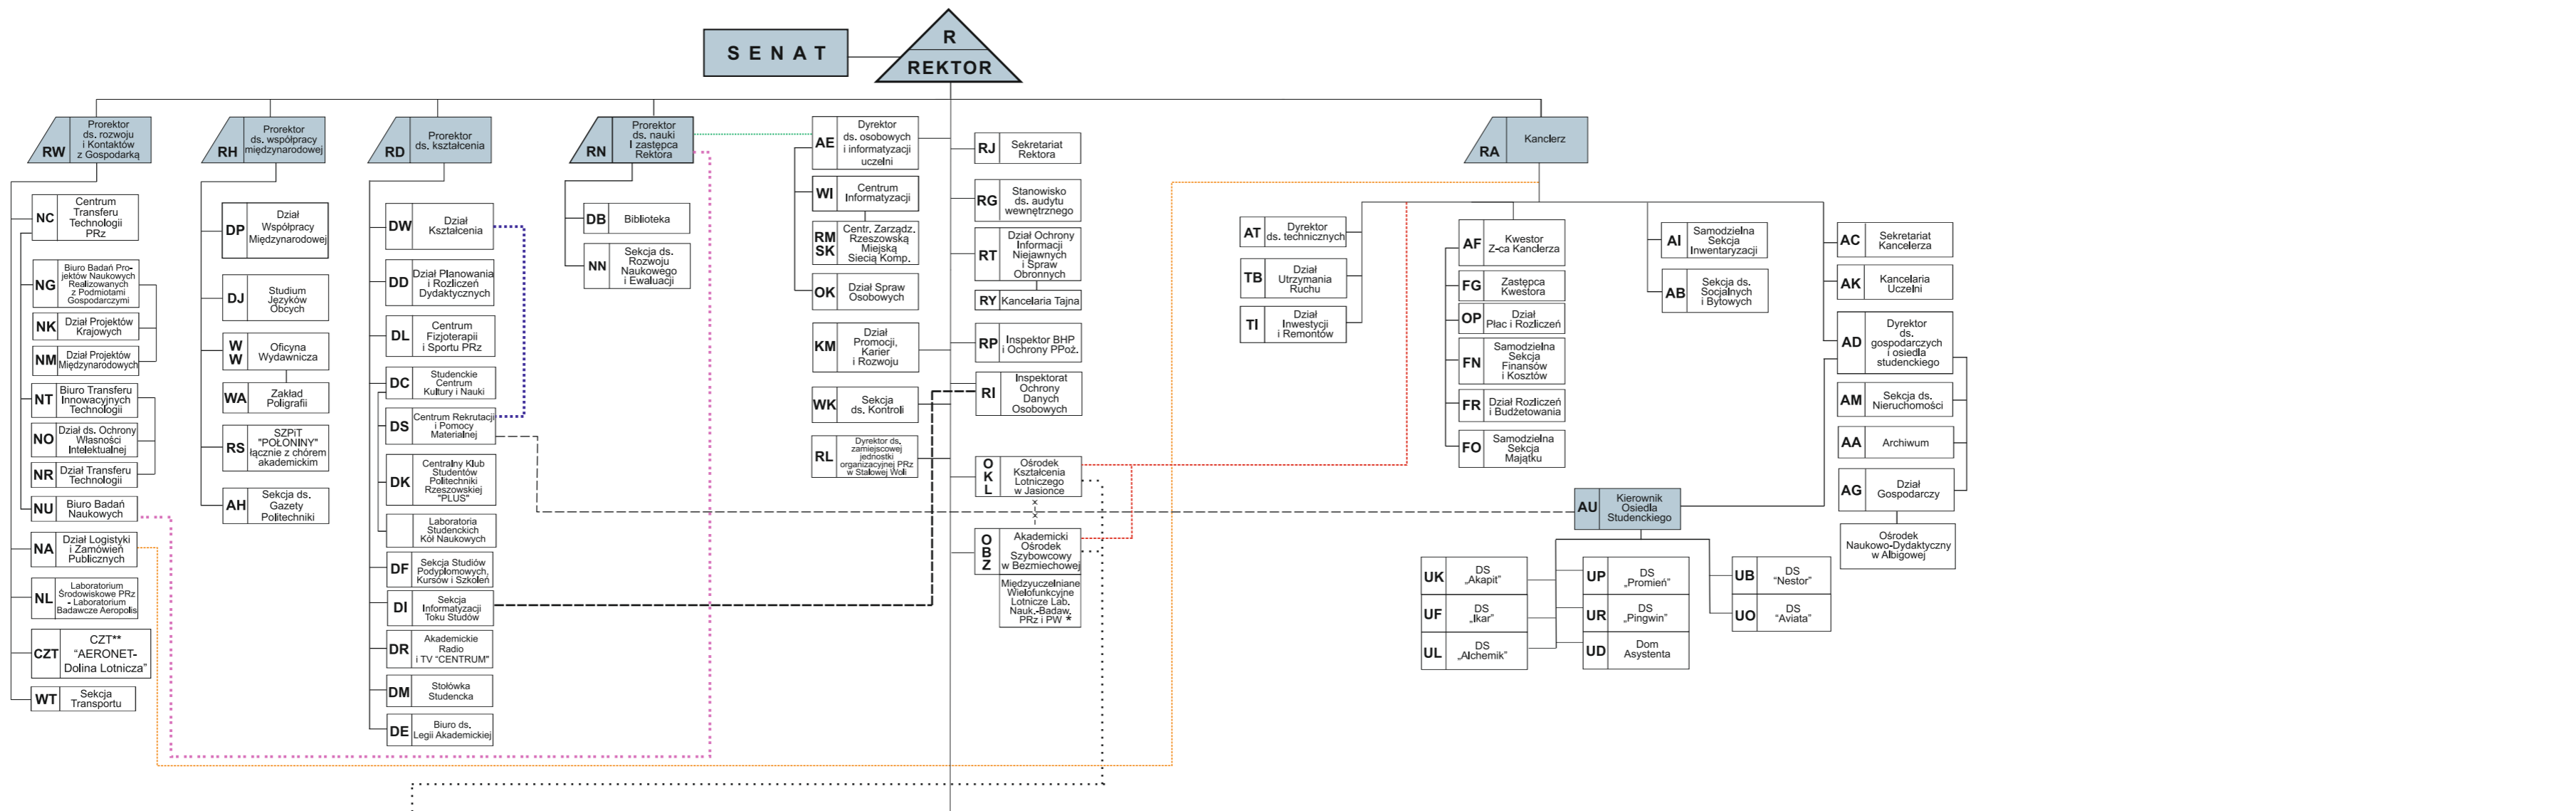 S E N A T
R
REKTOR
RW
Prorektor
ds. rozwoju
i Kontaktów
z Gospodarką
RH
Prorektor
ds. współpracy
międzynarodowej
RD
Prorektor
ds. kształcenia
RN
Prorektor
ds. nauki
I zastępca
Rektora
AE
Dyrektor
ds. osobowych
i informatyzacji
uczelni
RA
Kanclerz
NC
Centrum
Transferu
Technologii
PRz
NG
Biuro Badań Pro-
jektów Naukowych
Realizowanych
z Podmiotami
Gospodarczymi
NK
Dział Projektów
Krajowych
NM
Dział Projektów
Międzynarodowych
NT
Biuro Transferu
Innowacyjnych
Technologii
NO
Dział ds. Ochrony
Własności
Intelektualnej
NR
Dział Transferu
Technologii
NU
Biuro Badań
Naukowych
NA
Dział Logistyki
i Zamówień
Publicznych
NL
Laboratorium
Środowiskowe PRz
- Laboratorium
Badawcze Aeropolis
CZT
CZT**
"AERONET-
Dolina Lotnicza"
WT
Sekcja
Transportu
DP
Dział
Współpracy
Międzynarodowej
DJ
Studium
Języków
Obcych
W
W
Oficyna
Wydawnicza
WA
Zakład
Poligrafii
RS
SZPiT
"POŁONINY"
łącznie z chórem
akademickim
AH
Sekcja ds.
Gazety
Politechniki
DW
Dział
Kształcenia
DD
Dział Planowania
i Rozliczeń
Dydaktycznych
DL
Centrum
Fizjoterapii
i Sportu PRz
DC
Studenckie
Centrum
Kultury i Nauki
DS
Centrum Rekrutacji
i Pomocy
Materialnej
DK
Centralny Klub
Studentów
Politechniki
Rzeszowskiej
"PLUS"
Laboratoria
Studenckich
Kół Naukowych
DF
Sekcja Studiów
Podyplomowych,
Kursów i Szkoleń
DI
Sekcja
Informatyzacji
Toku Studów
DR
Akademickie
Radio
i TV "CENTRUM"
DM
Stołówka
Studencka
DE
Biuro ds.
Legii Akademickiej
DB
Biblioteka
NN
Sekcja ds.
Rozwoju
Naukowego
i Ewaluacji
WI
Centrum
Informatyzacji
RM
SK
Centr. Zarządz.
Rzeszowską
Miejską
Siecią Komp.
OK
Dział Spraw
Osobowych
KM
Dział
Promocji,
Karier
i Rozwoju
WK
Sekcja
ds. Kontroli
RL
Dyrektor ds.
zamiejscowej
jednostki
organizacyjnej PRz
w Stalowej Woli
RJ
Sekretariat
Rektora
RG
Stanowisko
ds. audytu
wewnętrznego
RT
Dział Ochrony
Informacji
Niejawnych
i Spraw
Obronnych
RY
Kancelaria Tajna
RP
Inspektor BHP
i Ochrony PPoż.
RI
Inspektorat
Ochrony
Danych
Osobowych
O
K
L
Ośrodek
Kształcenia
Lotniczego
w Jasionce
O
B
Z
Akademicki
Ośrodek
Szybowcowy
w Bezmiechowej
Międzyuczelniane
Wielofunkcyjne
Lotnicze Lab.
Nauk.-Badaw.
PRz i PW *
AT
Dyrektor
ds. technicznych
TB
Dział
Utrzymania
Ruchu
TI
Dział
Inwestycji
i Remontów
AF
Kwestor
Z-ca Kanclerza
FG
Zastępca
Kwestora
OP
Dział
Płac i Rozliczeń
FN
Samodzielna
Sekcja
Finansów
i Kosztów
FR
Dział Rozliczeń
i Budżetowania
FO
Samodzielna
Sekcja
Majątku
AI
Samodzielna
Sekcja
Inwentaryzacji
AB
Sekcja ds.
Socjalnych
i Bytowych
AC
Sekretariat
Kancelerza
AK
Kancelaria
Uczelni
AD
Dyrektor
ds.
gospodarczych
i osiedla
studenckiego
AM
Sekcja ds.
Nieruchomości
AA
Archiwum
AG
Dział
Gospodarczy
Ośrodek
Naukowo-Dydaktyczny
w Albigowej
AU
Kierownik
Osiedla
Studenckiego
UK
DS
„Akapit”
UF
DS
„Ikar”
UL
DS
„Alchemik”
UP
DS
„Promień”
UR
DS
„Pingwin”
UD
Dom
Asystenta
UB
DS
“Nestor”
UO
DS
“Aviata”